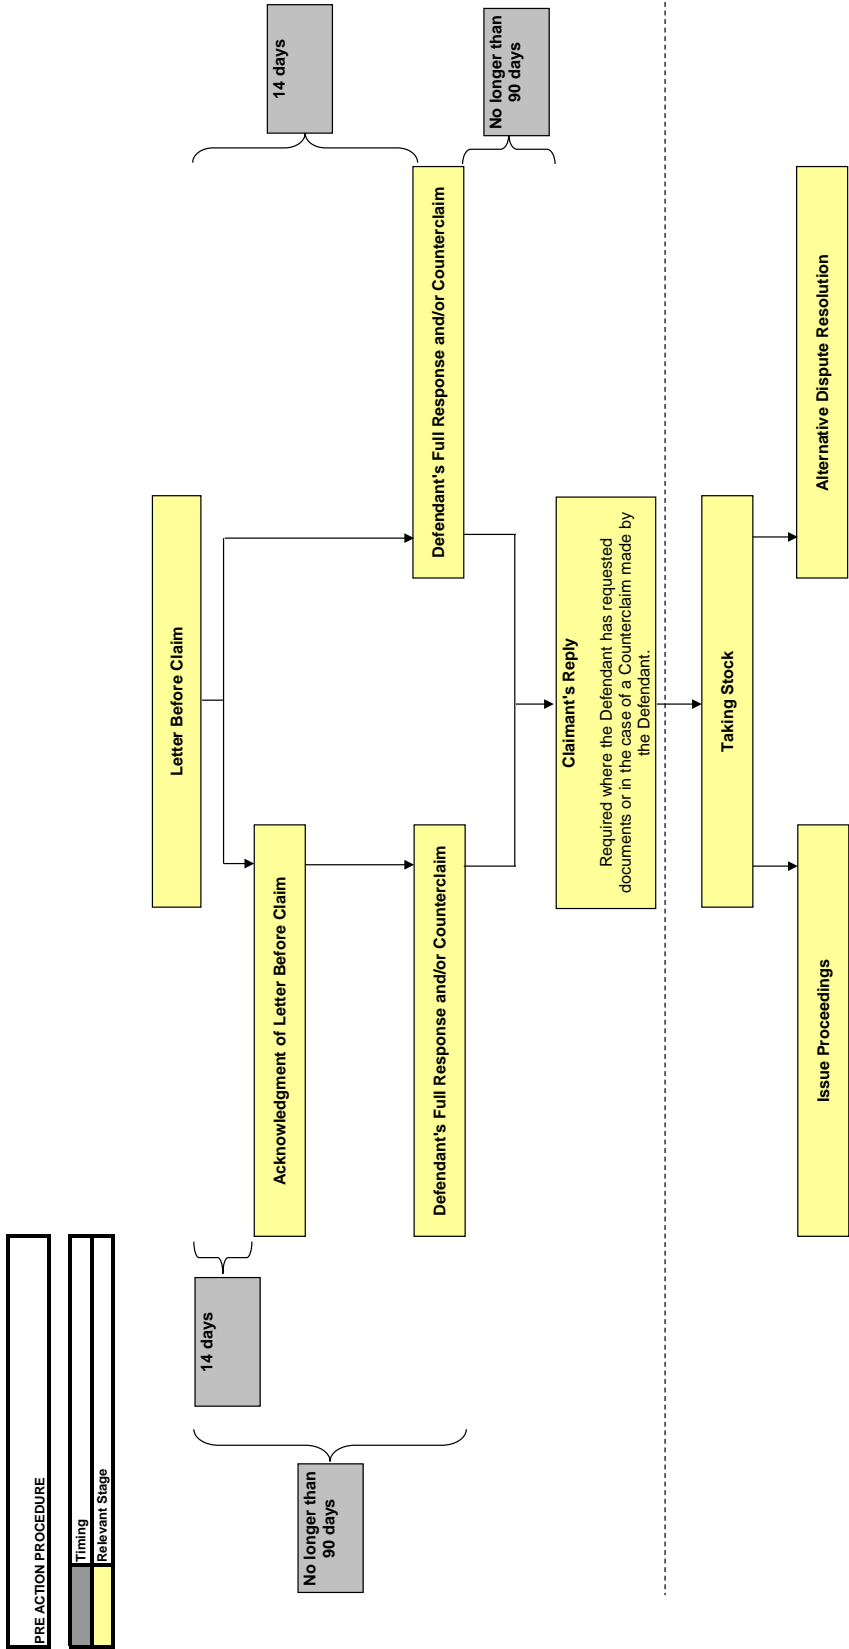 PRE ACTION PROCEDURE
Timing
Relevant Stage
Letter Before Claim
14 days
Acknowledgment of Letter Before Claim
14 days
No longer than
90 days
Defendant's Full Response and/or Counterclaim
Defendant's Full Response and/or Counterclaim
No longer than
90 days
Claimant's Reply
Required where the Defendant has requested
documents or in the case of a Counterclaim made by
the Defendant.
Taking Stock
Issue Proceedings
Alternative Dispute Resolution